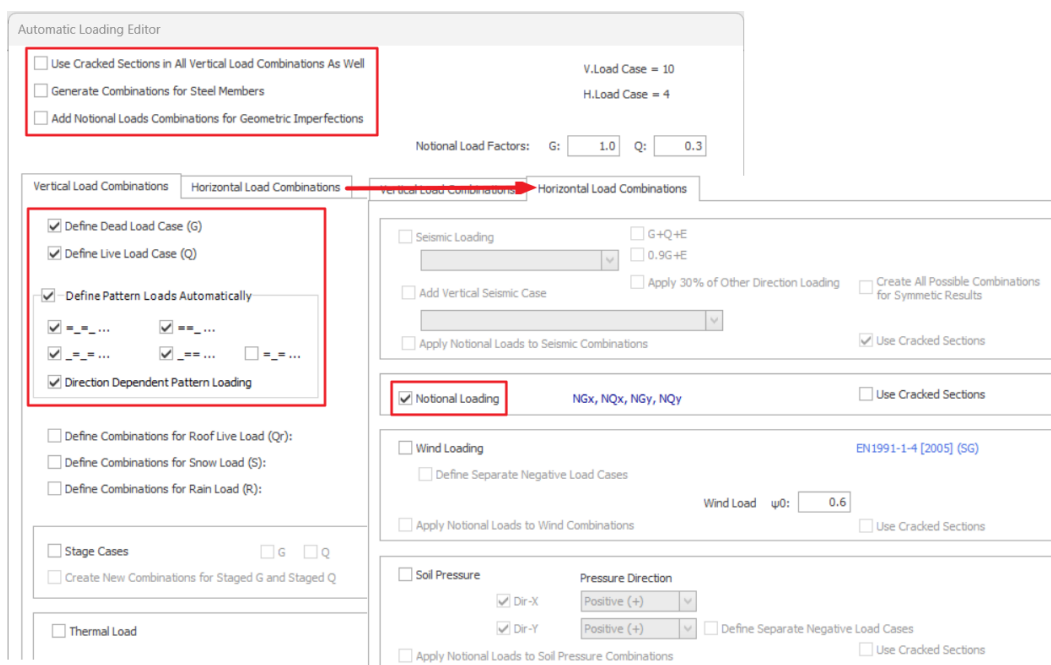 Automatic Loading Editor
Use Cracked Sections in All Vertical Load Combinations As Well
V.Load Case = 10
Generate Combinations for Steel Members
H.Load Case = 4
Add Notional Loads Combinations for Geometric Imperfections
Notional Load Factors: G: 1.0 Q: 0.3
Vertical Load Combinations Horizontal Load Combinations
Define Dead Load Case (G)
Define Live Load Case (Q)
Define Pattern Loads Automatically
=_=_ ... ==_ ...
_=_= ... _== ... =_= ...
Direction Dependent Pattern Loading
Define Combinations for Roof Live Load (Qr):
Define Combinations for Snow Load (S):
Define Combinations for Rain Load (R):
Stage Cases G Q
Create New Combinations for Staged G and Staged Q
Thermal Load
Vertical Load Combinations Horizontal Load Combinations
Seismic Loading G+Q+E
0.9G+E
Apply 30% of Other Direction Loading
Create All Possible Combinations
for Symmetic Results
Add Vertical Seismic Case
Apply Notional Loads to Seismic Combinations
Use Cracked Sections
Notional Loading NGx, NQx, NGy, NQy Use Cracked Sections
Wind Loading EN1991-1-4 [2005] (SG)
Define Separate Negative Load Cases
Wind Load ψ0: 0.6
Apply Notional Loads to Wind Combinations Use Cracked Sections
Soil Pressure Pressure Direction
Dir-X Positive (+)
Dir-Y Positive (+) Define Separate Negative Load Cases
Apply Notional Loads to Soil Pressure Combinations Use Cracked Sections